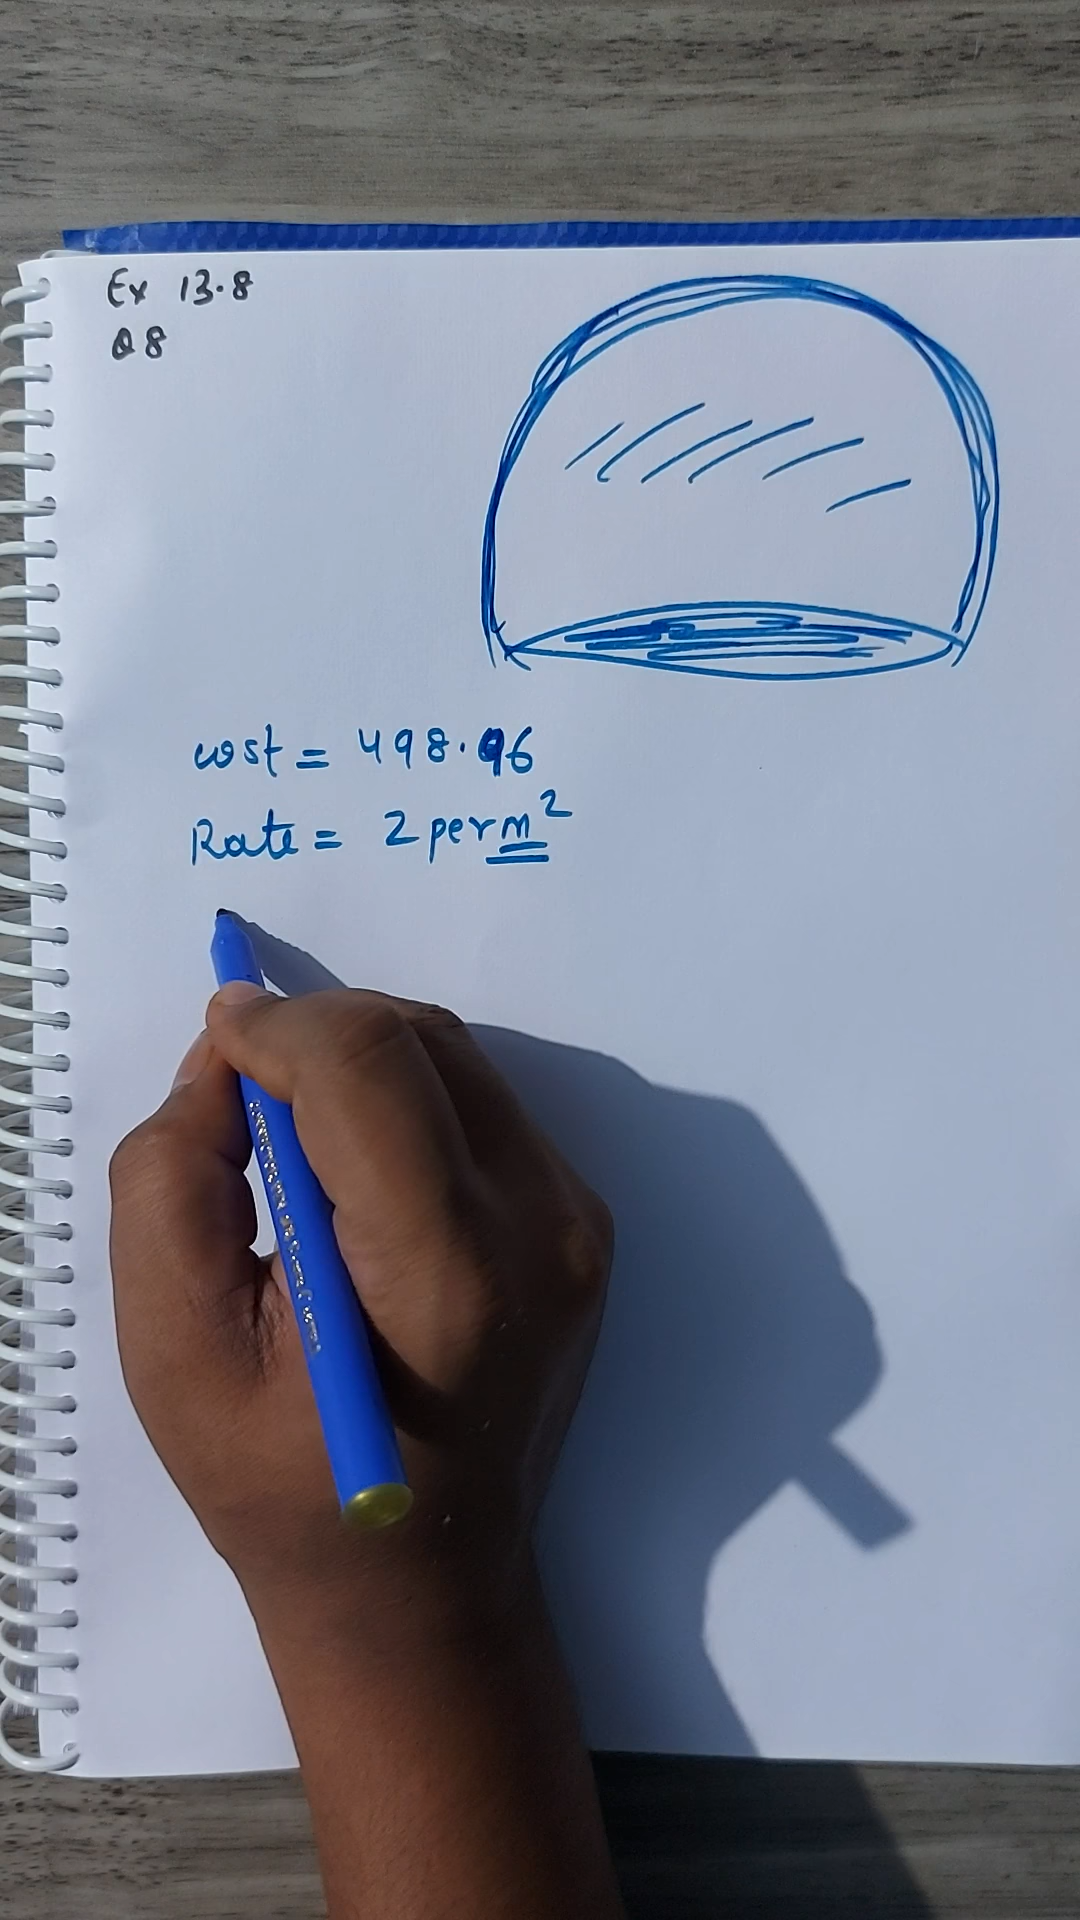 Ex 13.8
Q8
cost = 498.96
Rate = 2 per m²